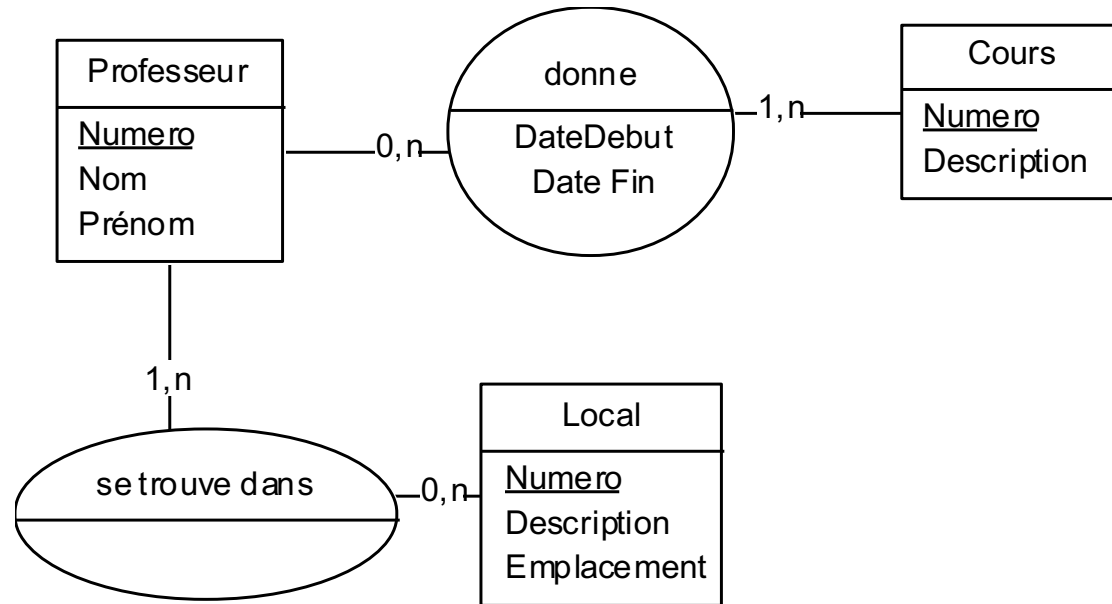 Professeur
Numero
Nom
Prénom
0,n
donne
DateDebut
Date Fin
1,n
Cours
Numero
Description
1,n
se trouve dans
0,n
Local
Numero
Description
Emplacement